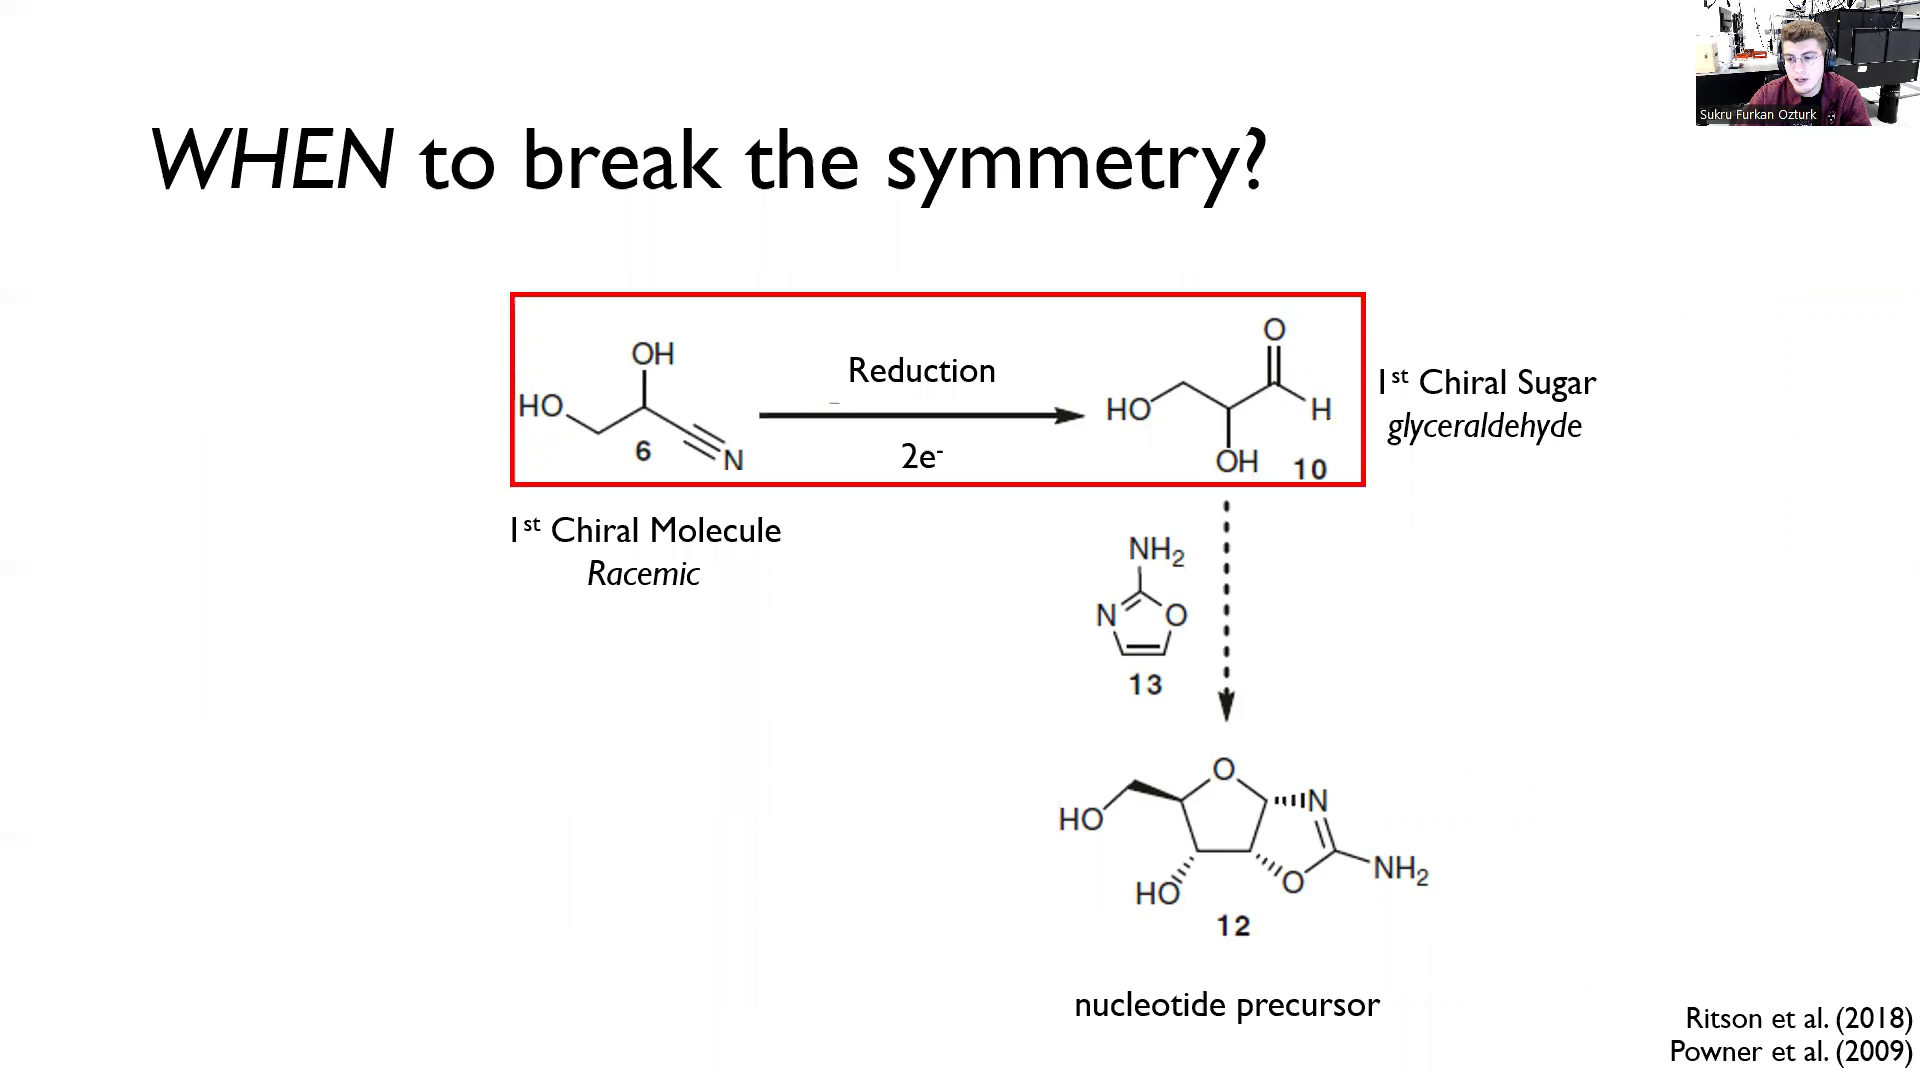 Sukru Furkan Ozturk
WHEN to break the symmetry?
OH
HO
6
N
Reduction
2e-
O
HO
H
OH
10
1st Chiral Sugar
glyceraldehyde
1st Chiral Molecule
Racemic
NH2
N
O
13
O
HO
N
HO
O
NH2
12
nucleotide precursor
Ritson et al. (2018)
Powner et al. (2009)